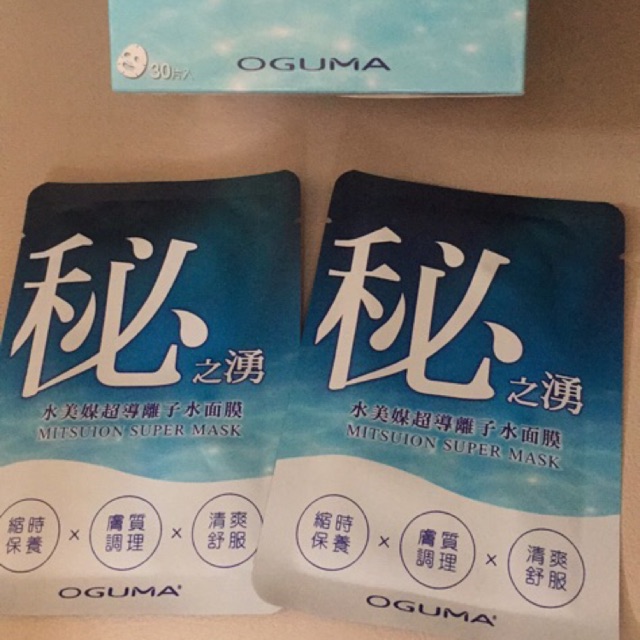 30片入
OGUMA
秘之湧
水美媒超導離子水面膜
MITSUION SUPER MASK
縮時
保養
x
膚質
調理
x
清爽
舒服
OGUMA®
秘之湧
水美媒超導離子水面膜
MITSUION SUPER MASK
縮時
保養
x
膚質
調理
x
清爽
舒服
OGUMA®